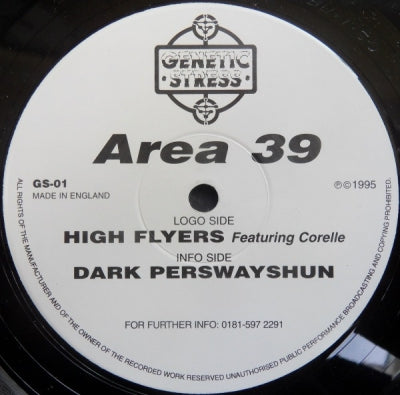 GENETIC
STRESS
Area 39
GS-01
MADE IN ENGLAND
℗©1995
LOGO SIDE
HIGH FLYERS Featuring Corelle
INFO SIDE
DARK PERSWAYSHUN
FOR FURTHER INFO: 0181-597 2291
ALL RIGHTS OF THE MANUFACTURER AND OF THE OWNER OF THE RECORDED WORK RESERVED UNAUTHORISED PUBLIC PERFORMANCE BROADCASTING AND COPYING PROHIBITED.